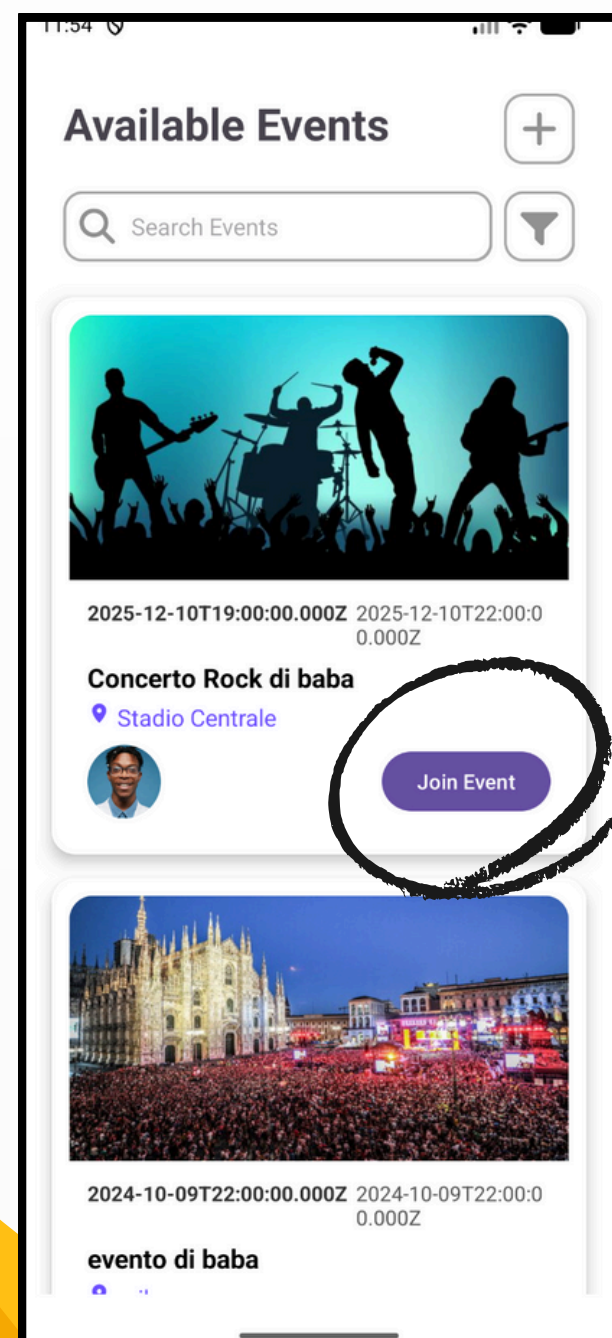 11:54
Available Events
Search Events
2025-12-10T19:00:00.000Z 2025-12-10T22:00:0
0.000Z
Concerto Rock di baba
Stadio Centrale
Join Event
2024-10-09T22:00:00.000Z 2024-10-09T22:00:0
0.000Z
evento di baba